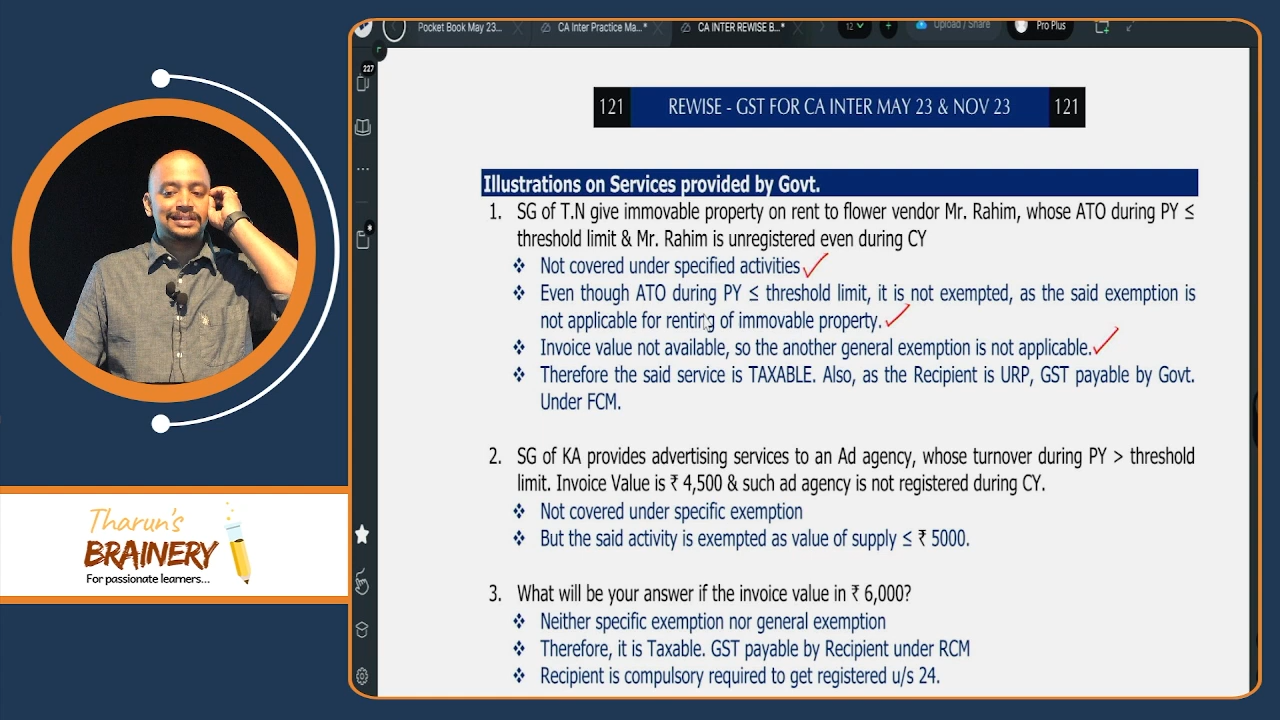 Pocket Book May 23...
CA Inter Practice Ma...*
CA INTER REWISE B...*
12
Upload / Share
Pro Plus
227
121 REWISE - GST FOR CA INTER MAY 23 & NOV 23 121
Illustrations on Services provided by Govt.
1. SG of T.N give immovable property on rent to flower vendor Mr. Rahim, whose ATO during PY ≤
threshold limit & Mr. Rahim is unregistered even during CY
❖ Not covered under specified activities
❖ Even though ATO during PY ≤ threshold limit, it is not exempted, as the said exemption is
not applicable for renting of immovable property.
❖ Invoice value not available, so the another general exemption is not applicable.
❖ Therefore the said service is TAXABLE. Also, as the Recipient is URP, GST payable by Govt.
Under FCM.
2. SG of KA provides advertising services to an Ad agency, whose turnover during PY > threshold
limit. Invoice Value is ₹ 4,500 & such ad agency is not registered during CY.
❖ Not covered under specific exemption
❖ But the said activity is exempted as value of supply ≤ ₹ 5000.
3. What will be your answer if the invoice value in ₹ 6,000?
❖ Neither specific exemption nor general exemption
❖ Therefore, it is Taxable. GST payable by Recipient under RCM
❖ Recipient is compulsory required to get registered u/s 24.
Tharun's
BRAINERY
For passionate learners...